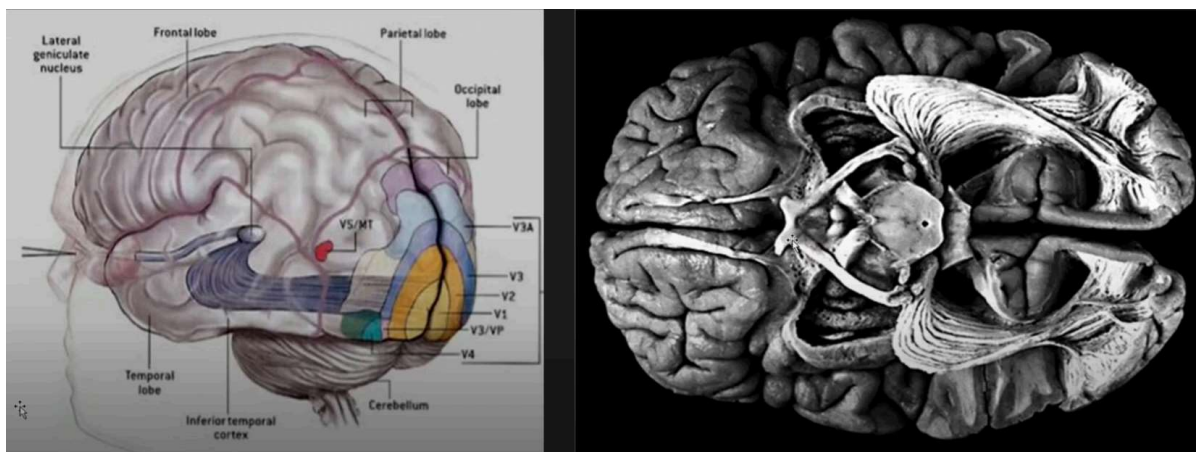 Lateral
geniculate
nucleus
Frontal lobe
Parietal lobe
Occipital
lobe
V5/MT
V3A
V3
V2
V1
V3/VP
V4
Temporal
lobe
Inferior temporal
cortex
Cerebellum